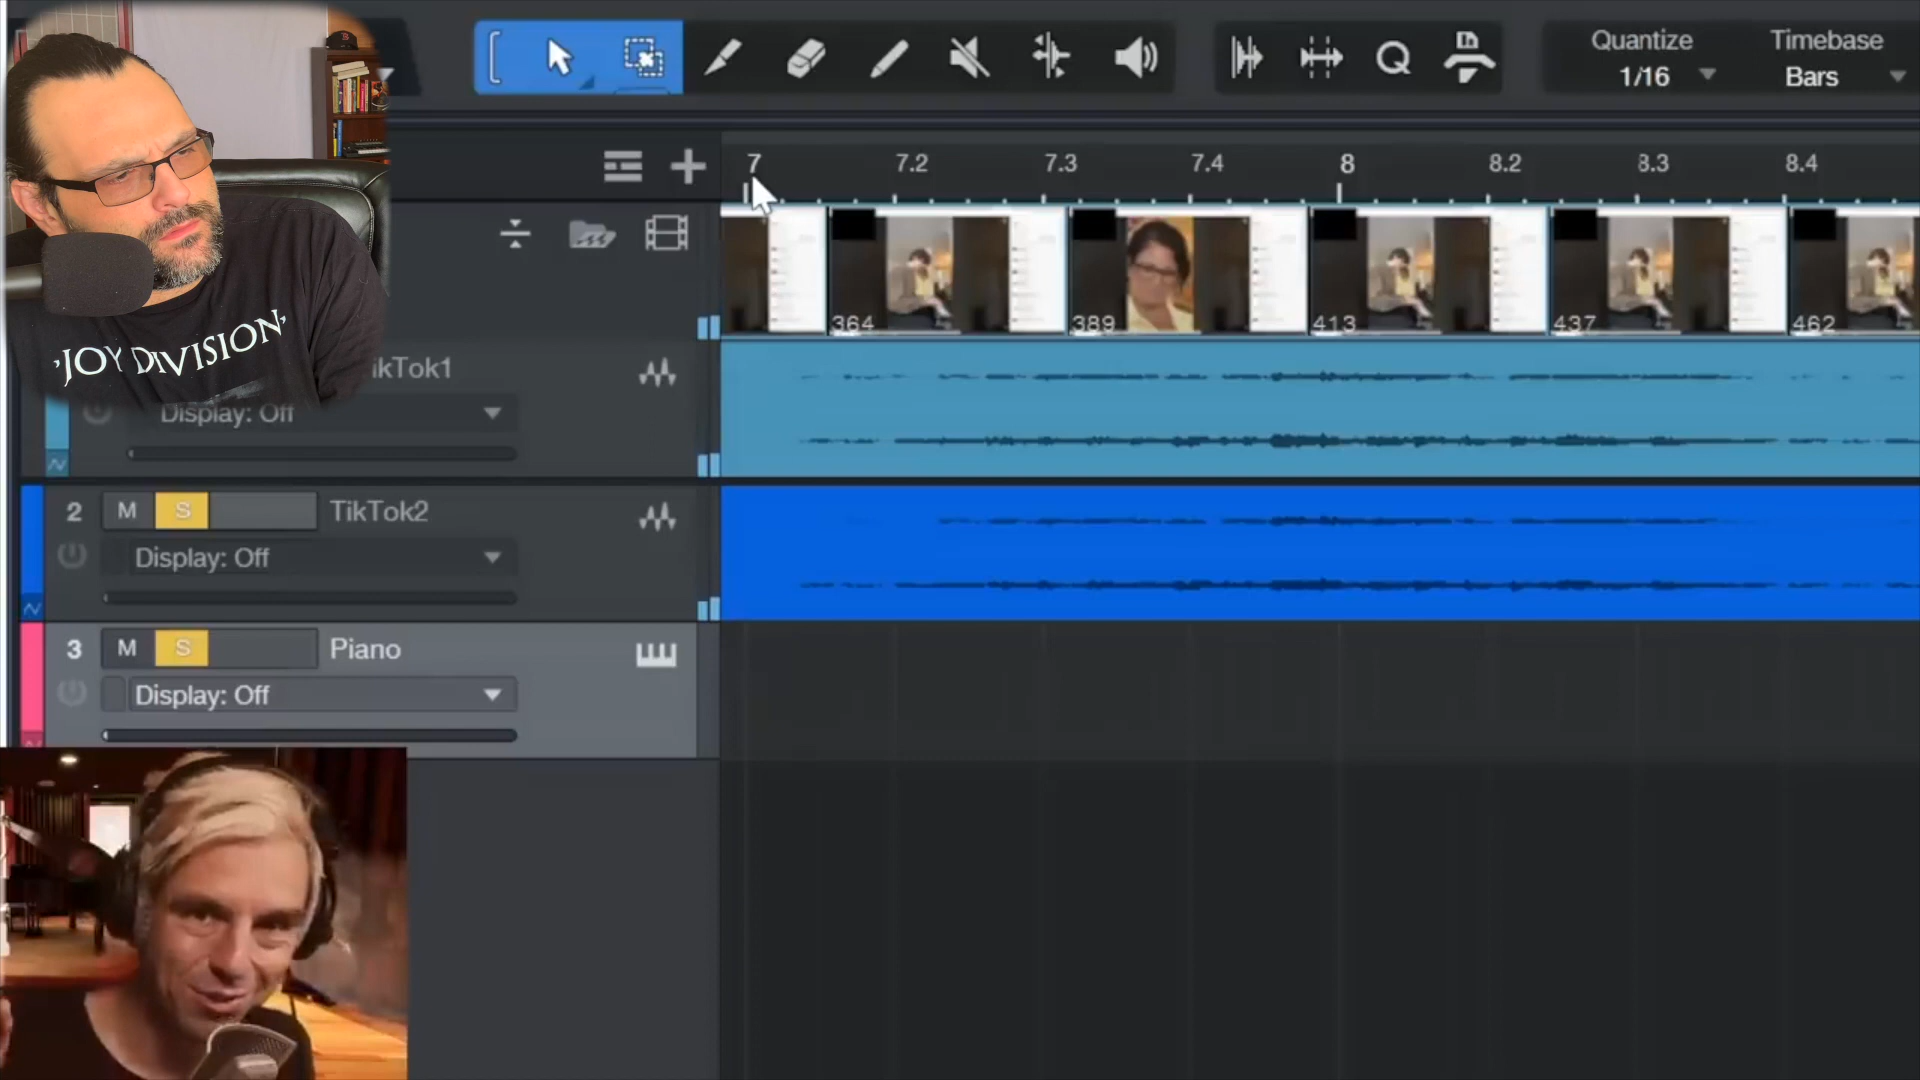 Quantize
1/16
Timebase
Bars
7 7.2 7.3 7.4 8 8.2 8.3 8.4
364 389 413 437 462
'JOY DIVISION'
ikTok1
Display: Off
2 M S TikTok2
Display: Off
3 M S Piano
Display: Off